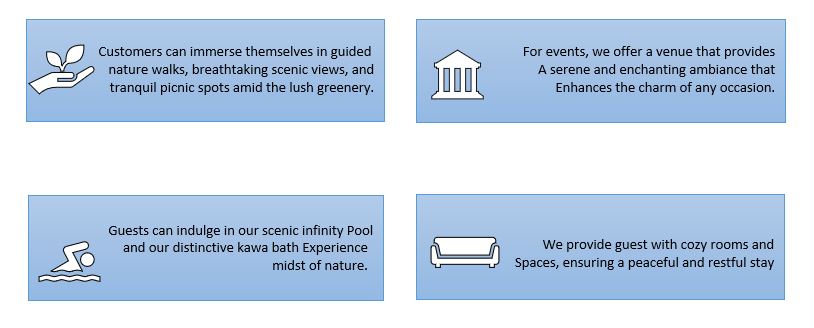 Customers can immerse themselves in guided
nature walks, breathtaking scenic views, and
tranquil picnic spots amid the lush greenery.
For events, we offer a venue that provides
A serene and enchanting ambiance that
Enhances the charm of any occasion.
Guests can indulge in our scenic infinity Pool
and our distinctive kawa bath Experience
midst of nature.
We provide guest with cozy rooms and
Spaces, ensuring a peaceful and restful stay